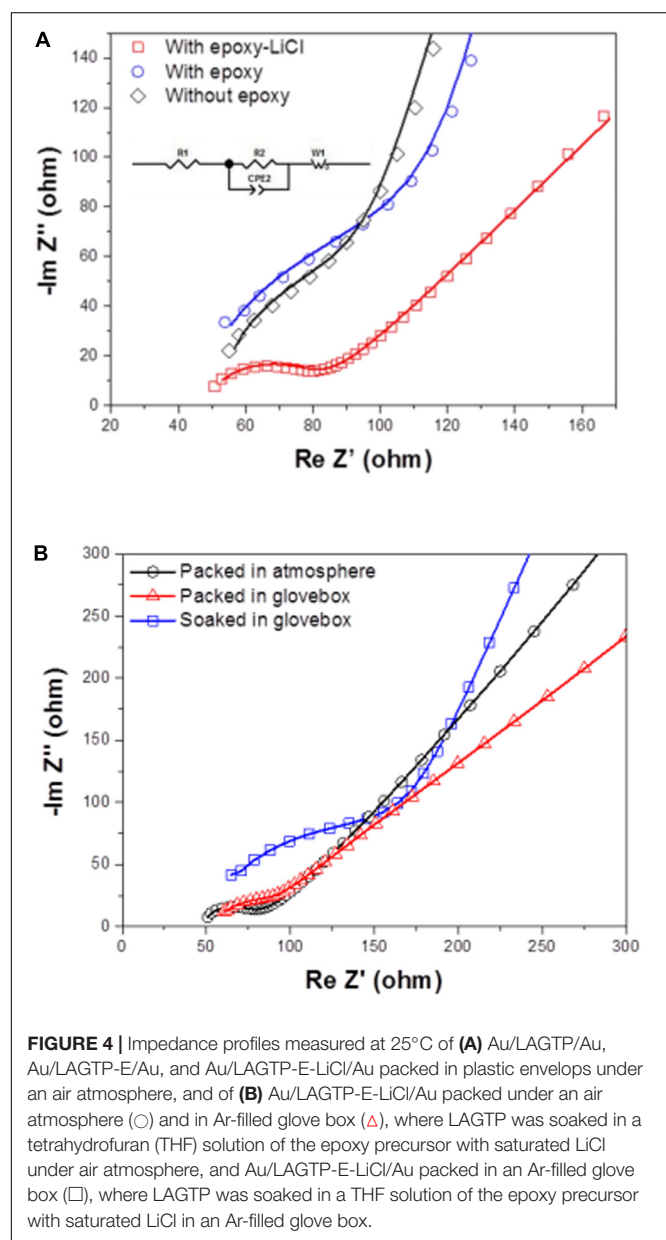 A
With epoxy-LiCl
With epoxy
Without epoxy
R1 R2 W1
CPE2
140
120
100
80
60
40
20
0
-Im Z" (ohm)
20 40 60 80 100 120 140 160
Re Z' (ohm)
B
Packed in atmosphere
Packed in glovebox
Soaked in glovebox
300
250
200
150
100
50
0
-Im Z" (ohm)
0 50 100 150 200 250 300
Re Z' (ohm)
FIGURE 4 | Impedance profiles measured at 25°C of (A) Au/LAGTP/Au,
Au/LAGTP-E/Au, and Au/LAGTP-E-LiCl/Au packed in plastic envelops under
an air atmosphere, and of (B) Au/LAGTP-E-LiCl/Au packed under an air
atmosphere (○) and in Ar-filled glove box (△), where LAGTP was soaked in a
tetrahydrofuran (THF) solution of the epoxy precursor with saturated LiCl
under air atmosphere, and Au/LAGTP-E-LiCl/Au packed in an Ar-filled glove
box (□), where LAGTP was soaked in a THF solution of the epoxy precursor
with saturated LiCl in an Ar-filled glove box.